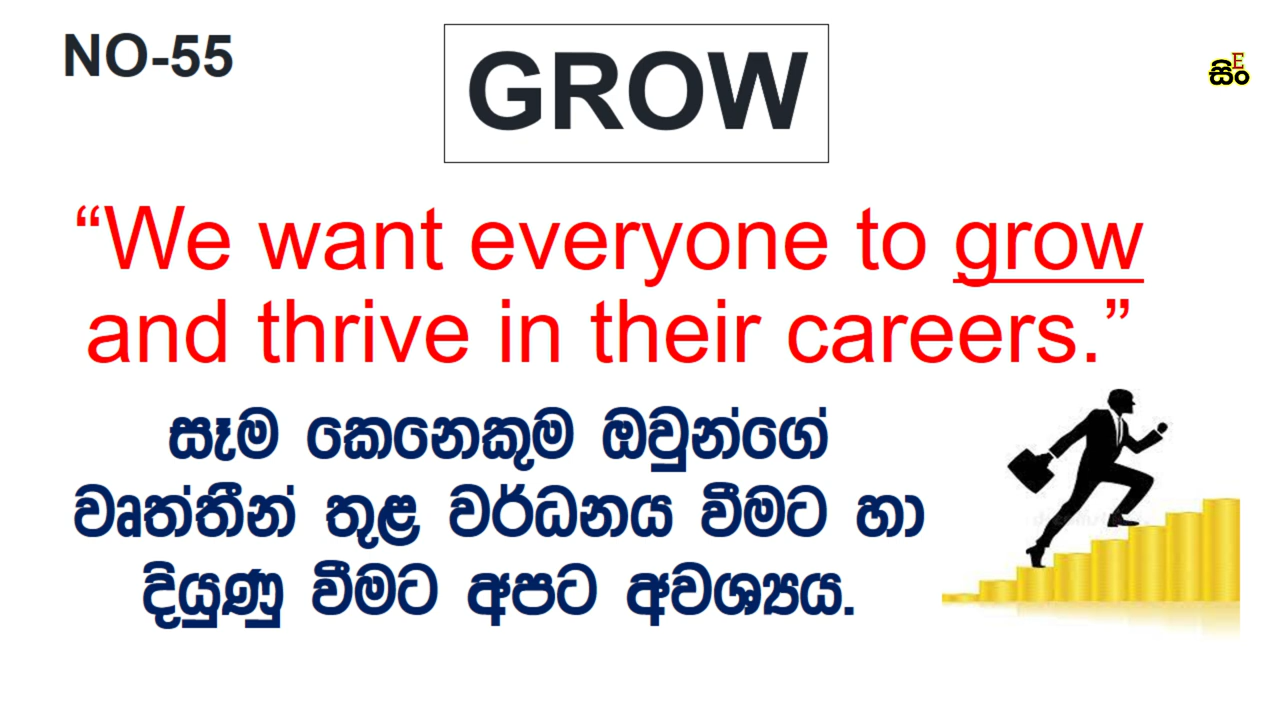 NO-55
GROW
සිං
E
“We want everyone to grow
and thrive in their careers.”
සෑම කෙනෙකුම ඔවුන්ගේ
වෘත්තීන් තුළ වර්ධනය වීමට හා
දියුණු වීමට අපට අවශ්‍යය.